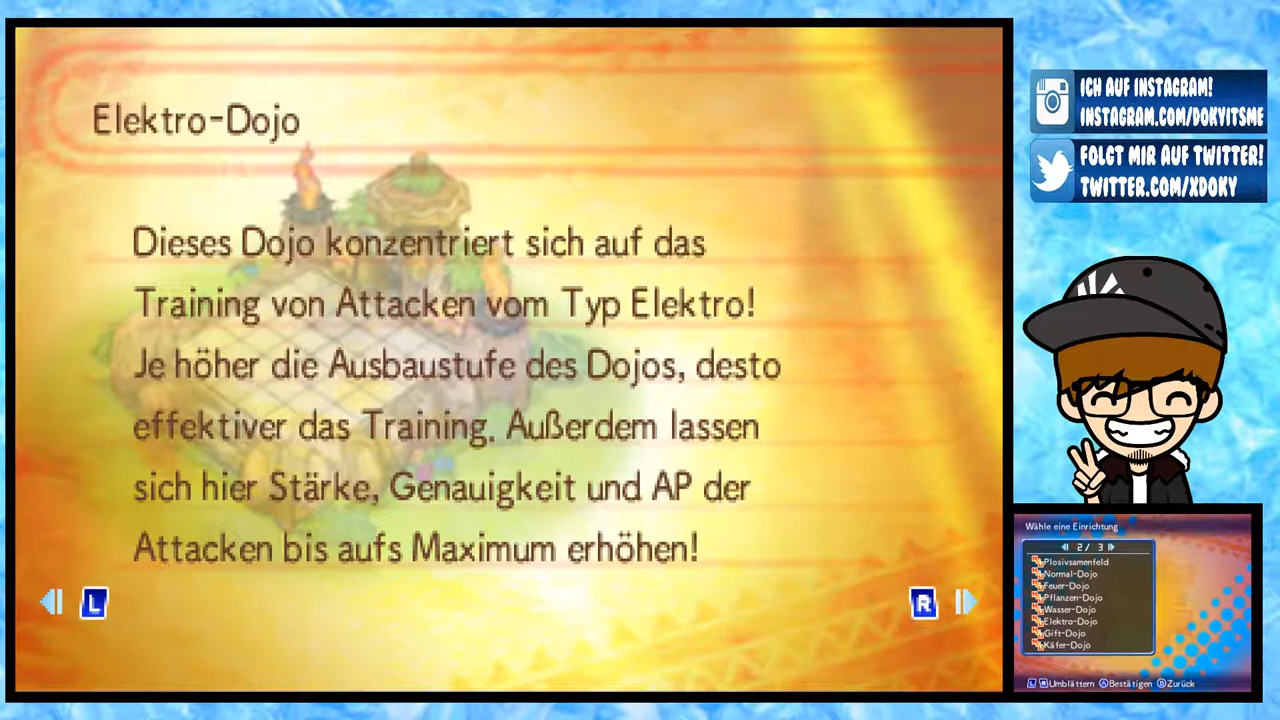 Elektro-Dojo
Dieses Dojo konzentriert sich auf das
Training von Attacken vom Typ Elektro!
Je höher die Ausbaustufe des Dojos, desto
effektiver das Training. Außerdem lassen
sich hier Stärke, Genauigkeit und AP der
Attacken bis aufs Maximum erhöhen!
L
R
ICH AUF INSTAGRAM!
INSTAGRAM.COM/DOKYITSME
FOLGT MIR AUF TWITTER!
TWITTER.COM/XDOKY
Wähle eine Einrichtung
2/ 3
Plosivsamenfeld
Normal-Dojo
Feuer-Dojo
Pflanzen-Dojo
Wasser-Dojo
Elektro-Dojo
Gift-Dojo
Käfer-Dojo
L R Umblättern A Bestätigen B Zurück